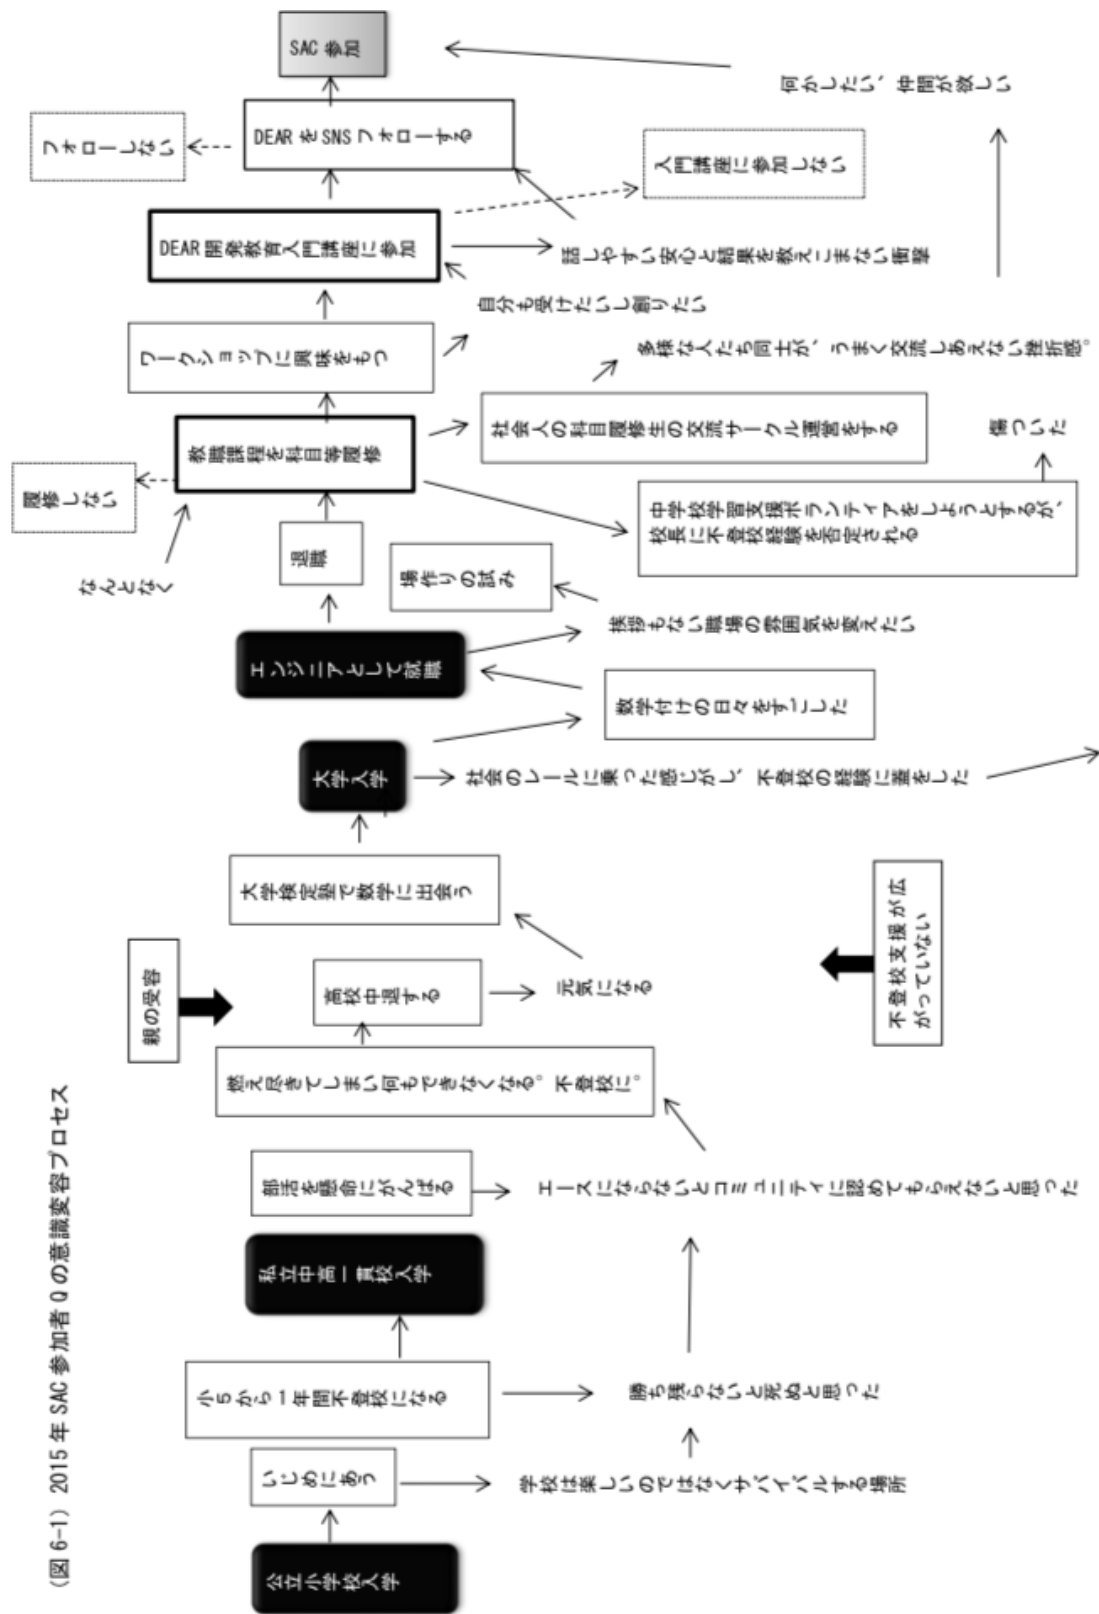 (図 6-1) 2015 年 SAC 参加者 Q の意識変容プロセス
公立小学校入学
いじめにあう
学校は楽しいのではなくサバイバルする場所
小5から1年間不登校になる
勝ち残らないと死ぬと思った
私立中高一貫校入学
部活を懸命にがんばる
エースにならないとコミュニティに認めてもらえないと思った
燃え尽きてしまい何もできなくなる。不登校に。
親の受容
高校中退する
元気になる
不登校支援が広
がっていない
大学検定塾で数学に出会う
大学入学
社会のレールに乗った感じがし、不登校の経験に蓋をした
数学付けの日々をすごした
エンジニアとして就職
挨拶もない職場の雰囲気を変えたい
場作りの試み
退職
なんとなく
履修しない
教職課程を科目等履修
中学校学習支援ボランティアをしようとするが、
校長に不登校経験を否定される
傷ついた
社会人の科目履修生の交流サークル運営をする
多様な人たち同士が、うまく交流しあえない挫折感。
ワークショップに興味をもつ
自分も受けたいし創りたい
DEAR 開発教育入門講座に参加
話しやすい安心と結果を教えこまない衝撃
入門講座に参加しない
DEAR を SNS フォローする
フォローしない
何かしたい、仲間が欲しい
SAC 参加